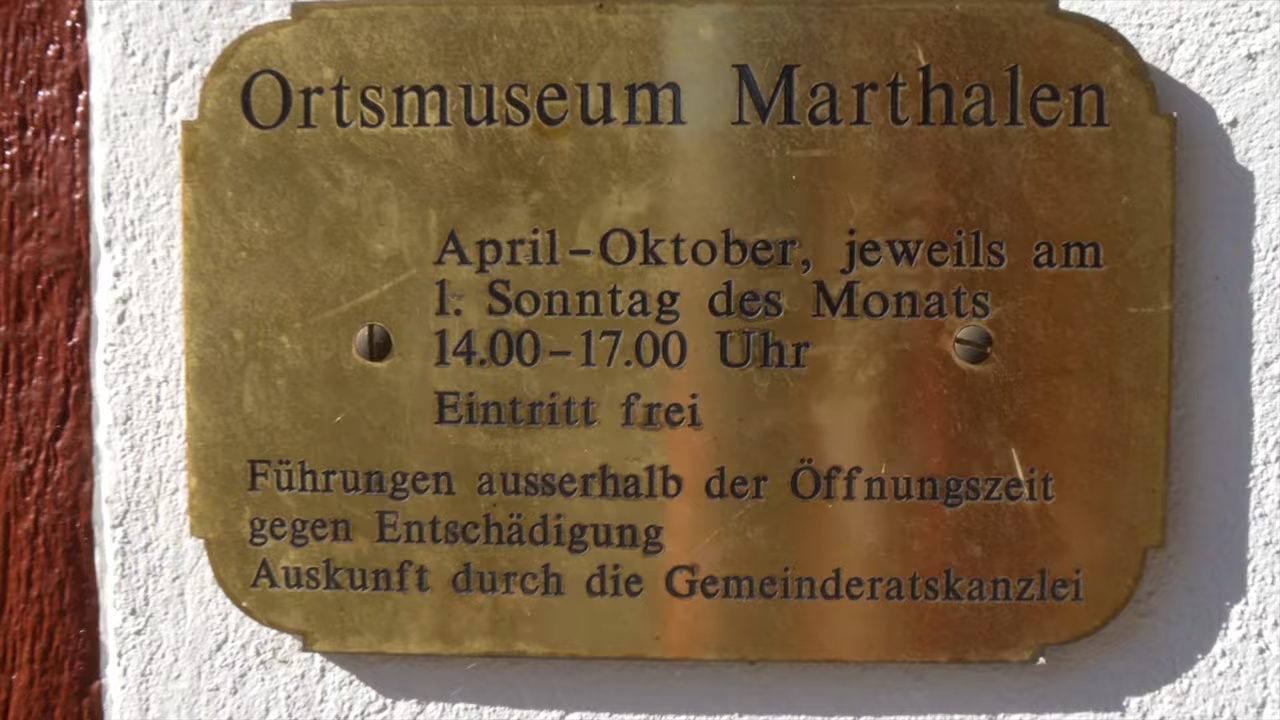 Ortsmuseum Marthalen
April–Oktober, jeweils am
1. Sonntag des Monats
14.00–17.00 Uhr
Eintritt frei
Führungen ausserhalb der Öffnungszeit
gegen Entschädigung
Auskunft durch die Gemeinderatskanzlei